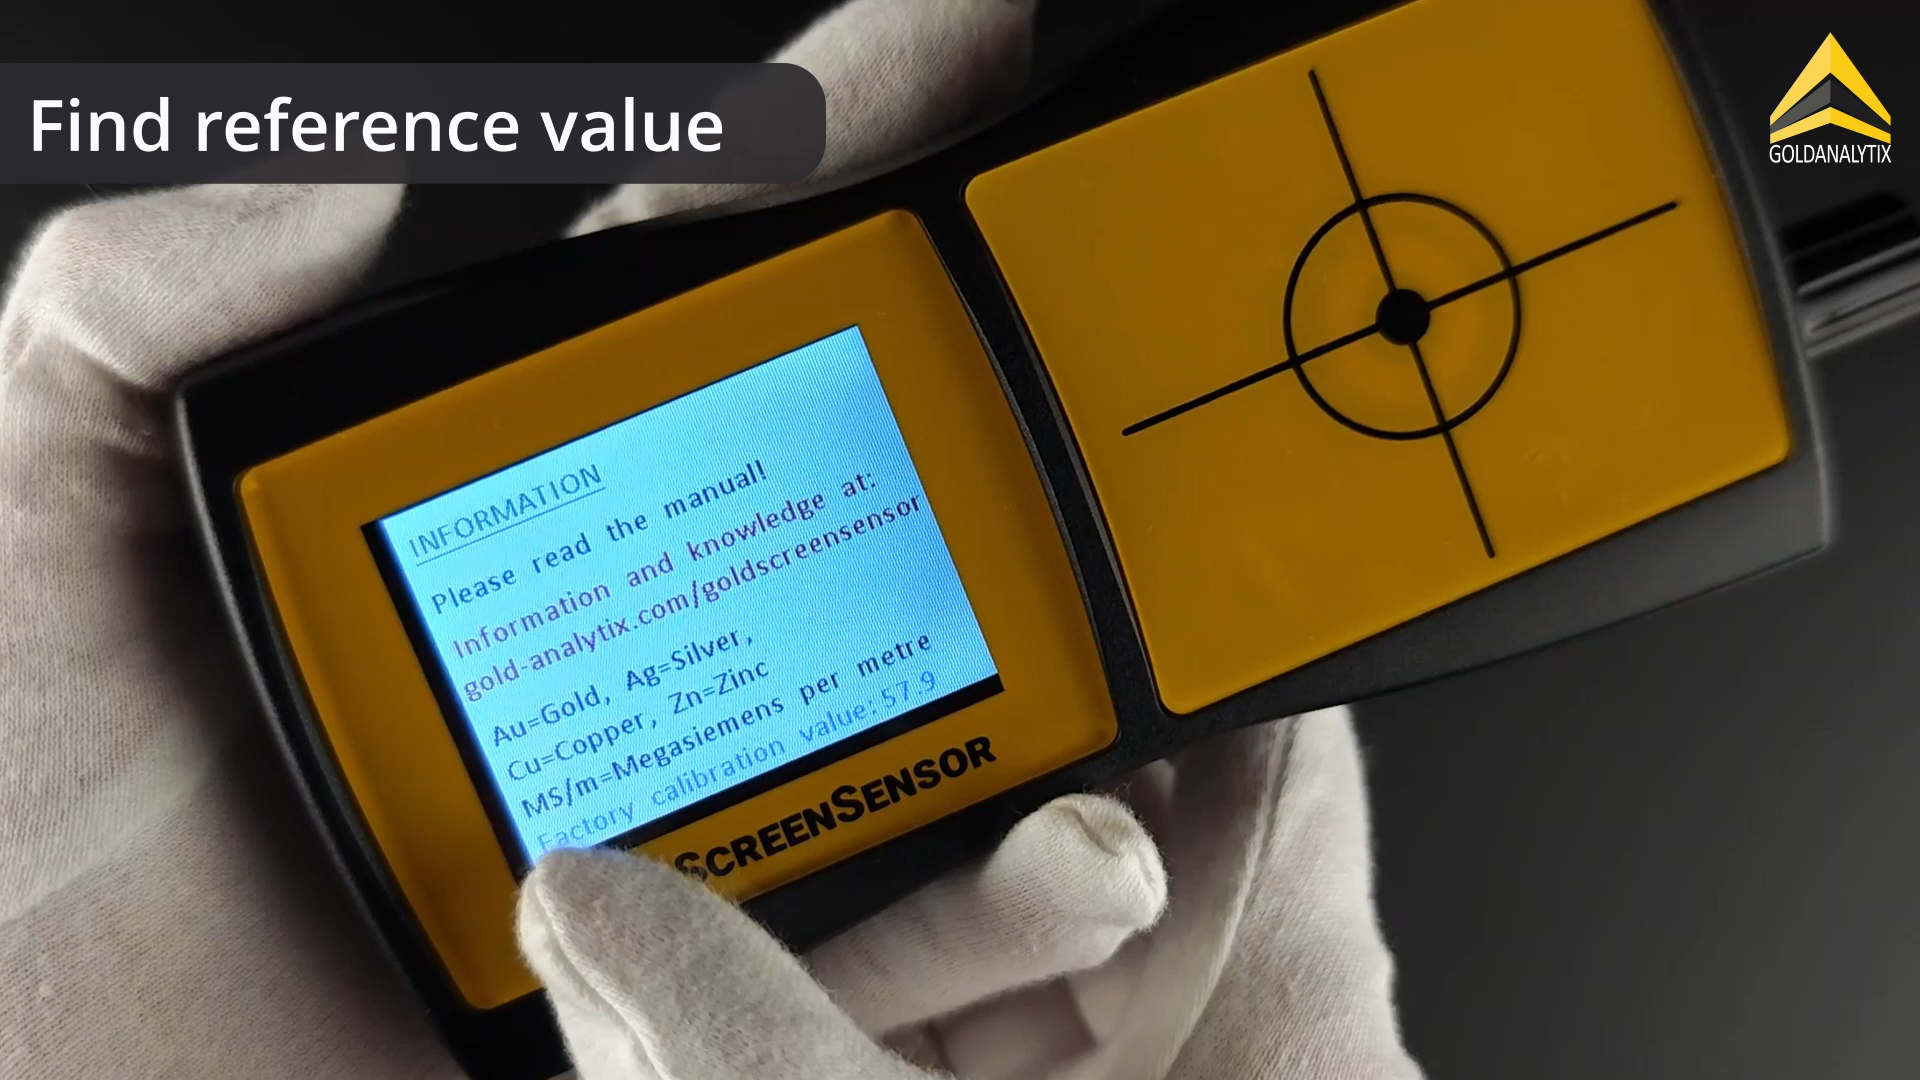 Find reference value
GOLDANALYTIX
INFORMATION
Please read the manual!
Information and knowledge at:
gold-analytix.com/goldscreensensor
Au=Gold, Ag=Silver,
Cu=Copper, Zn=Zinc
MS/m=Megasiemens per metre
Factory calibration value: 57.9
SCREENSENSOR